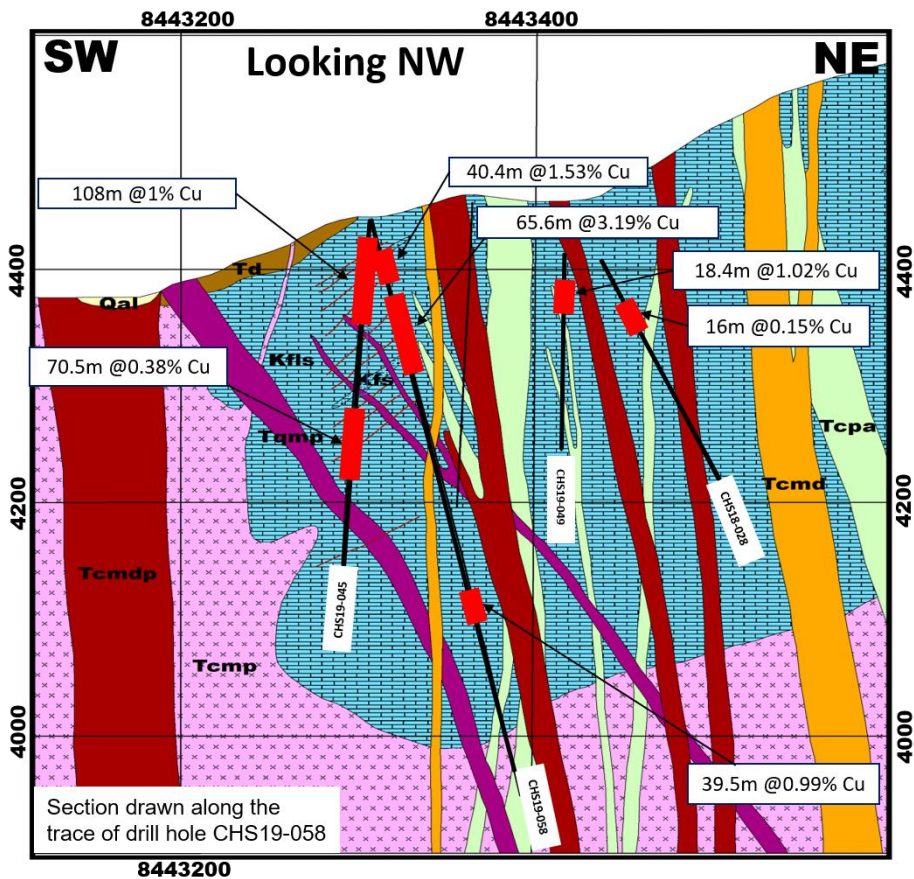 8443200
8443400
SW
Looking NW
NE
40.4m @1.53% Cu
108m @1% Cu
65.6m @3.19% Cu
4400
Td
18.4m @1.02% Cu
4400
Qal
16m @0.15% Cu
70.5m @0.38% Cu
Kfls
Kfs
Tqmp
Tcpa
Tcmd
4200
4200
CHS19-049
CHS18-028
Tcmdp
CHS19-045
Tcmp
4000
4000
CHS19-058
39.5m @0.99% Cu
Section drawn along the
trace of drill hole CHS19-058
8443200